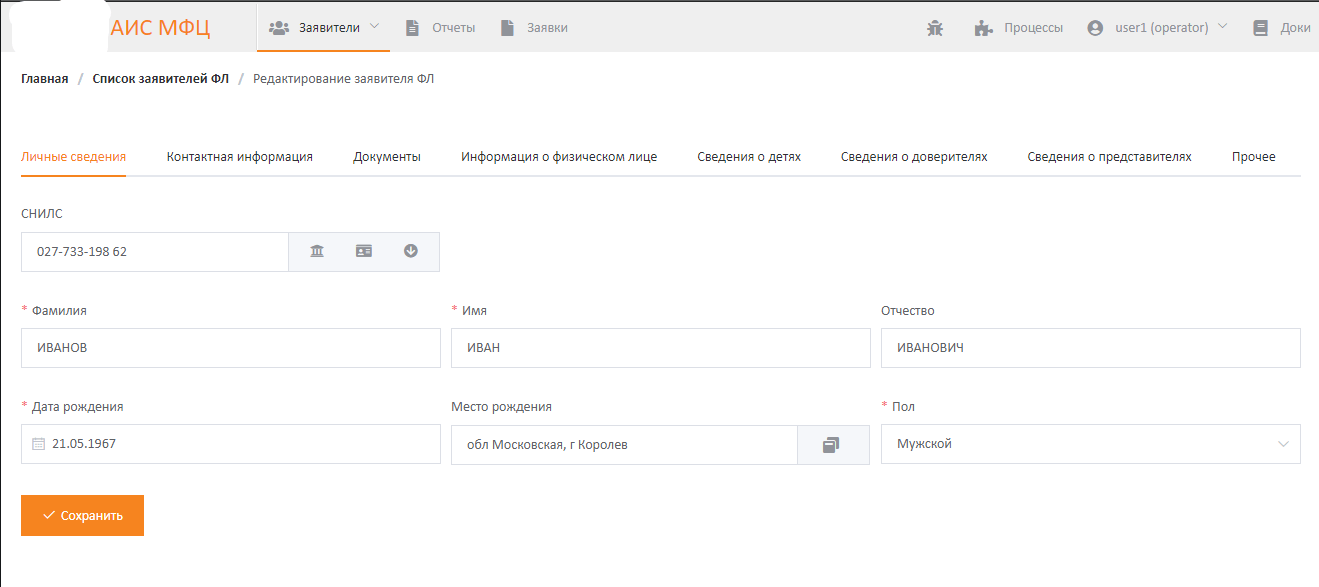 АИС МФЦ Заявители Отчеты Заявки Процессы user1 (operator) Доки
Главная / Список заявителей ФЛ / Редактирование заявителя ФЛ
Личные сведения Контактная информация Документы Информация о физическом лице Сведения о детях Сведения о доверителях Сведения о представителях Прочее
СНИЛС
027-733-198 62
* Фамилия * Имя Отчество
ИВАНОВ ИВАН ИВАНОВИЧ
* Дата рождения Место рождения * Пол
21.05.1967 обл Московская, г Королев Мужской
Сохранить